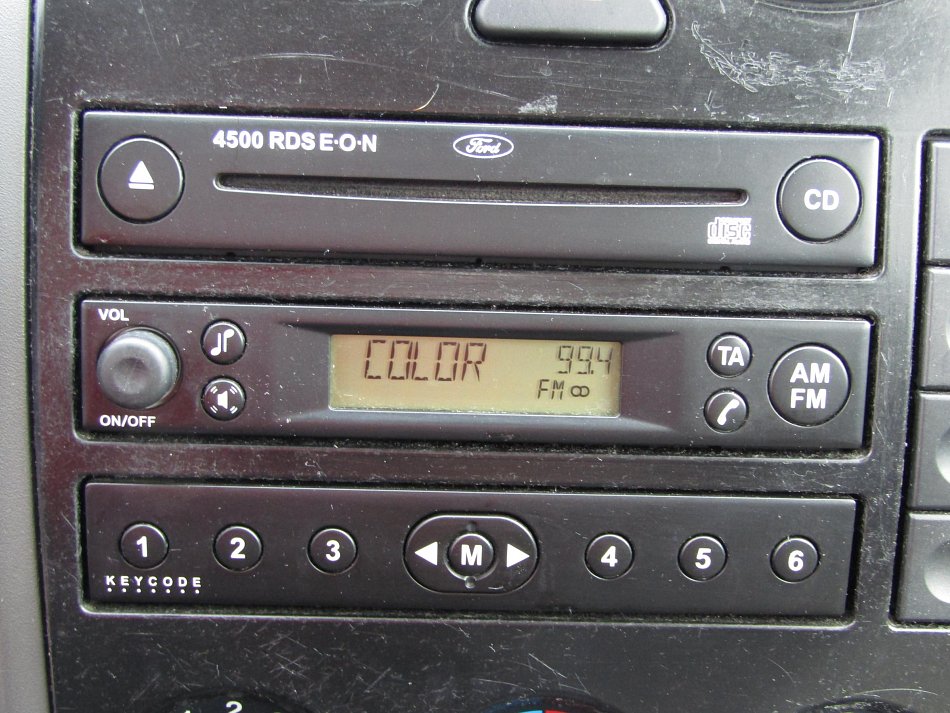 4500 RDS E·O·N
Ford
CD
disc
VOL
ON/OFF
COLOR 99.4
FM
TA
AM
FM
1 2 3 M 4 5 6
KEYCODE
2